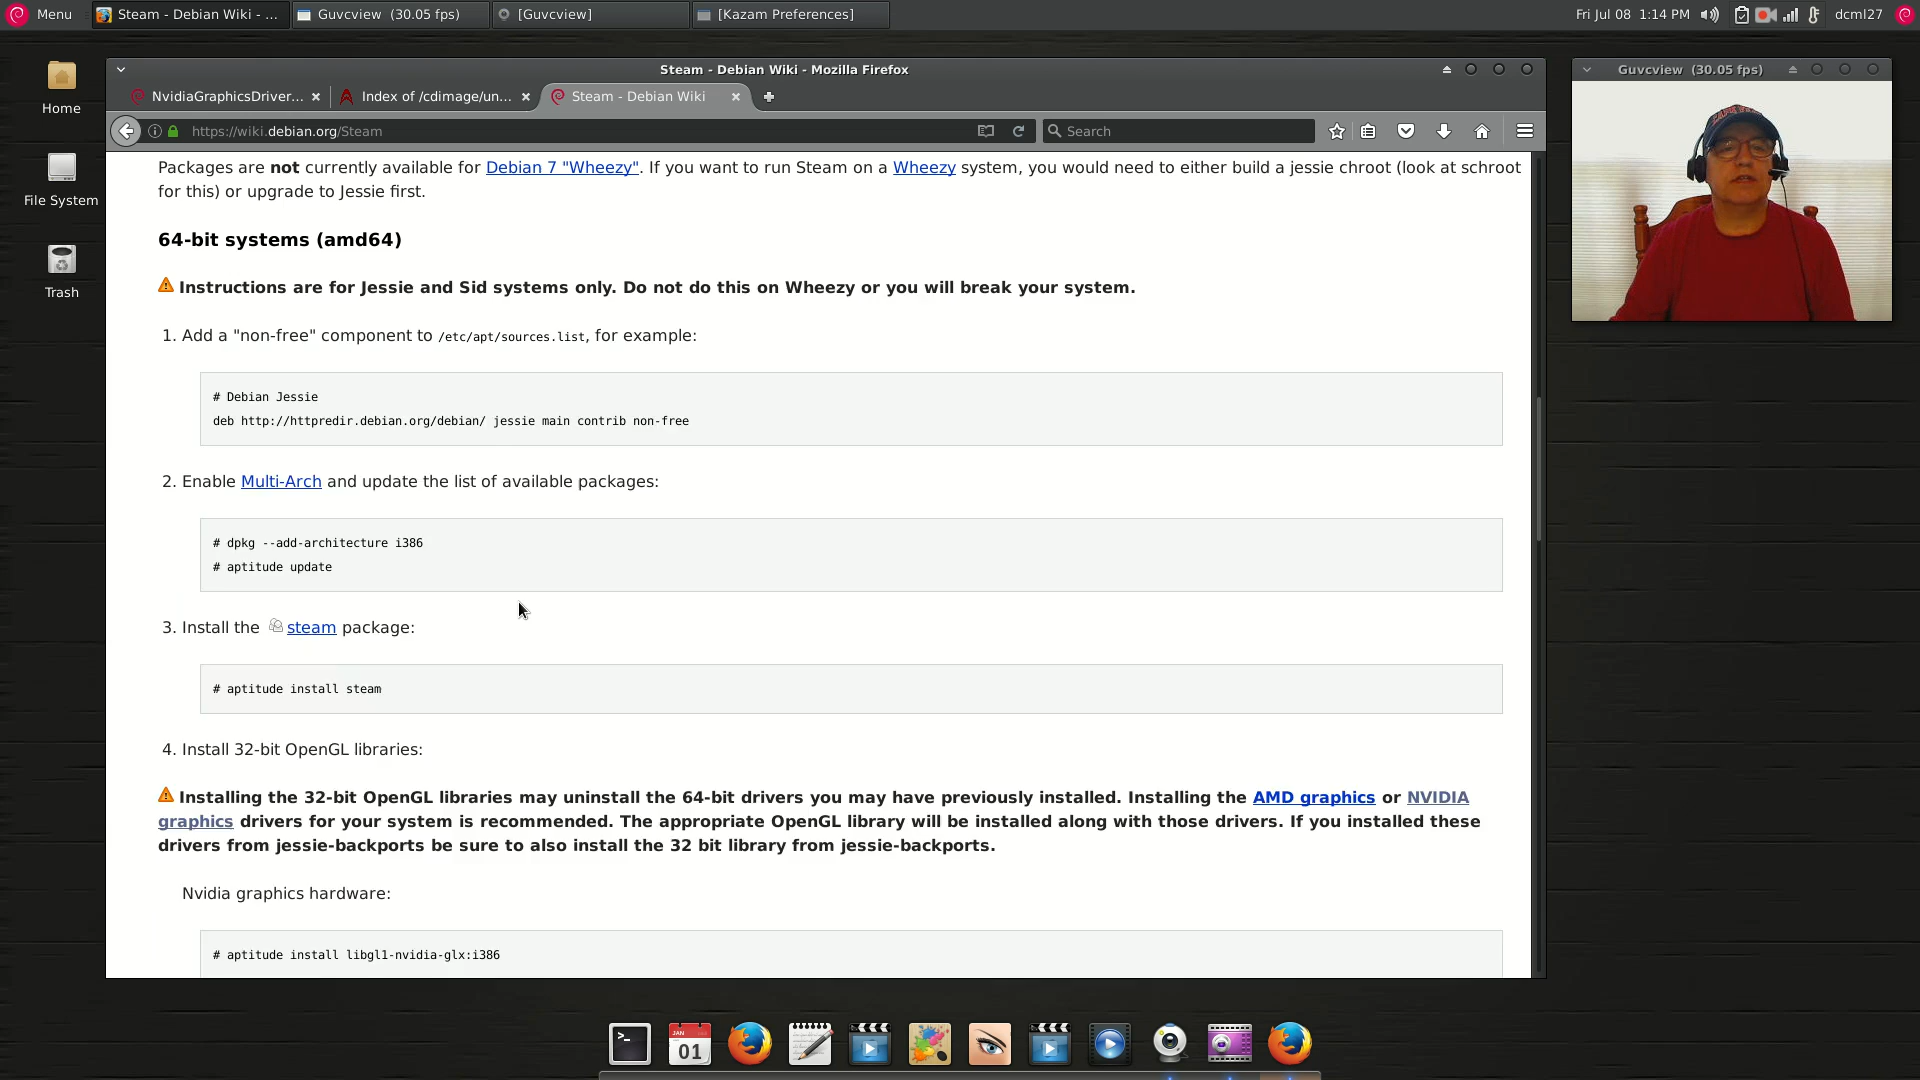 Menu
Steam - Debian Wiki - ...
Guvcview (30.05 fps)
[Guvcview]
[Kazam Preferences]
Fri Jul 08 1:14 PM
dcml27
Home
File System
Trash
Steam - Debian Wiki - Mozilla Firefox
NvidiaGraphicsDriver...
Index of /cdimage/un...
Steam - Debian Wiki
https://wiki.debian.org/Steam
Search
Packages are not currently available for Debian 7 "Wheezy". If you want to run Steam on a Wheezy system, you would need to either build a jessie chroot (look at schroot
for this) or upgrade to Jessie first.
64-bit systems (amd64)
Instructions are for Jessie and Sid systems only. Do not do this on Wheezy or you will break your system.
1. Add a "non-free" component to /etc/apt/sources.list, for example:
# Debian Jessie
deb http://httpredir.debian.org/debian/ jessie main contrib non-free
2. Enable Multi-Arch and update the list of available packages:
# dpkg --add-architecture i386
# aptitude update
3. Install the steam package:
# aptitude install steam
4. Install 32-bit OpenGL libraries:
Installing the 32-bit OpenGL libraries may uninstall the 64-bit drivers you may have previously installed. Installing the AMD graphics or NVIDIA
graphics drivers for your system is recommended. The appropriate OpenGL library will be installed along with those drivers. If you installed these
drivers from jessie-backports be sure to also install the 32 bit library from jessie-backports.
Nvidia graphics hardware:
# aptitude install libgl1-nvidia-glx:i386
Guvcview (30.05 fps)
JAN
01